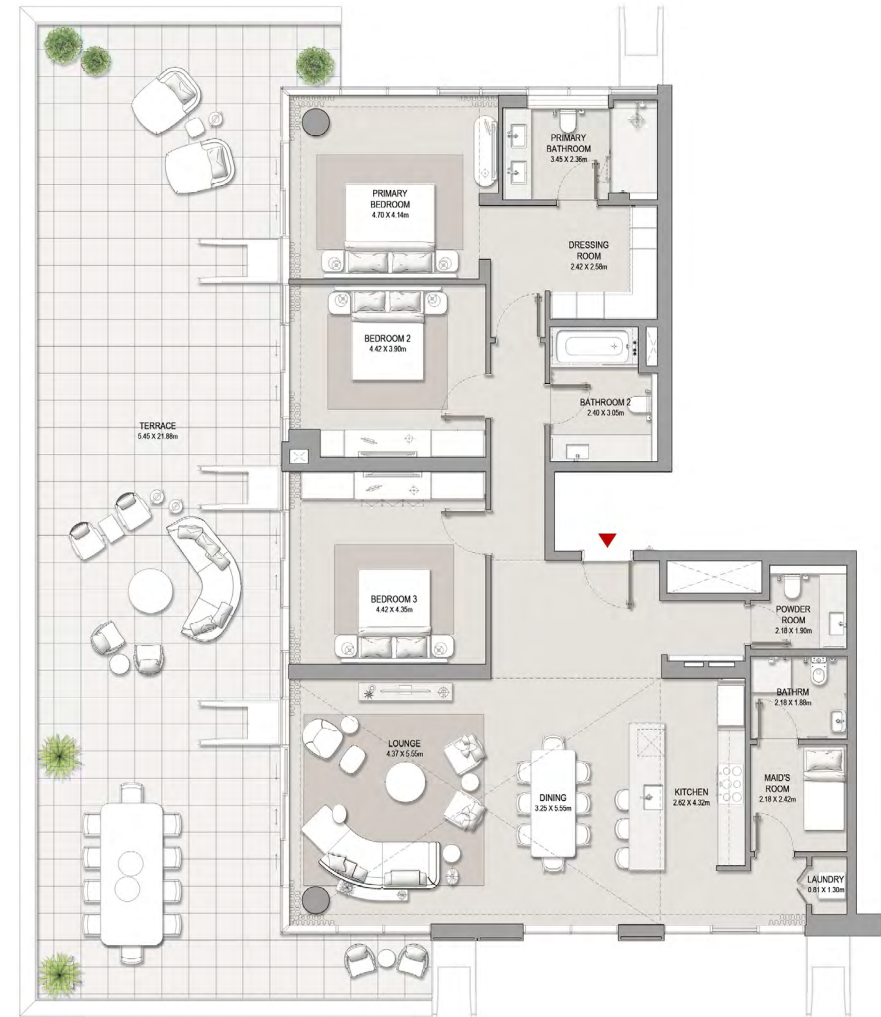 PRIMARY
BATHROOM
3.45 X 2.36m
PRIMARY
BEDROOM
4.70 X 4.14m
DRESSING
ROOM
2.42 X 2.58m
BEDROOM 2
4.42 X 3.90m
BATHROOM 2
2.40 X 3.05m
TERRACE
5.45 X 21.88m
BEDROOM 3
4.42 X 4.35m
POWDER
ROOM
2.18 X 1.90m
BATHRM
2.18 X 1.88m
LOUNGE
4.37 X 5.55m
DINING
3.25 X 5.55m
KITCHEN
2.62 X 4.32m
MAID'S
ROOM
2.18 X 2.42m
LAUNDRY
0.81 X 1.30m